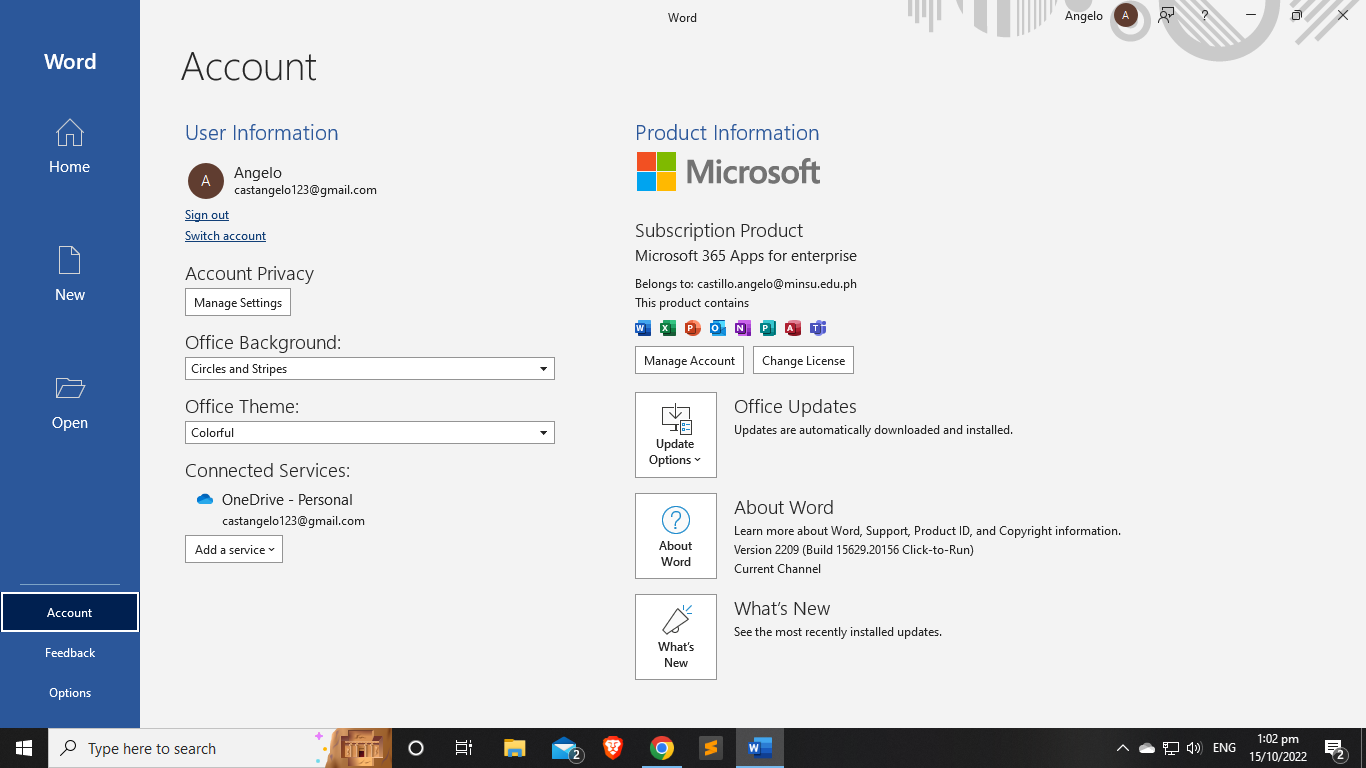 Word
Angelo
A
?
Word
Home
New
Open
Account
Feedback
Options
Account
User Information
A
Angelo
castangelo123@gmail.com
Sign out
Switch account
Account Privacy
Manage Settings
Office Background:
Circles and Stripes
Office Theme:
Colorful
Connected Services:
OneDrive - Personal
castangelo123@gmail.com
Add a service
Product Information
Microsoft
Subscription Product
Microsoft 365 Apps for enterprise
Belongs to: castillo.angelo@minsu.edu.ph
This product contains
W X P O N P A T
Manage Account Change License
Update
Options
Office Updates
Updates are automatically downloaded and installed.
?
About
Word
About Word
Learn more about Word, Support, Product ID, and Copyright information.
Version 2209 (Build 15629.20156 Click-to-Run)
Current Channel
What's
New
What's New
See the most recently installed updates.
Type here to search
2
W
ENG
1:02 pm
15/10/2022
2